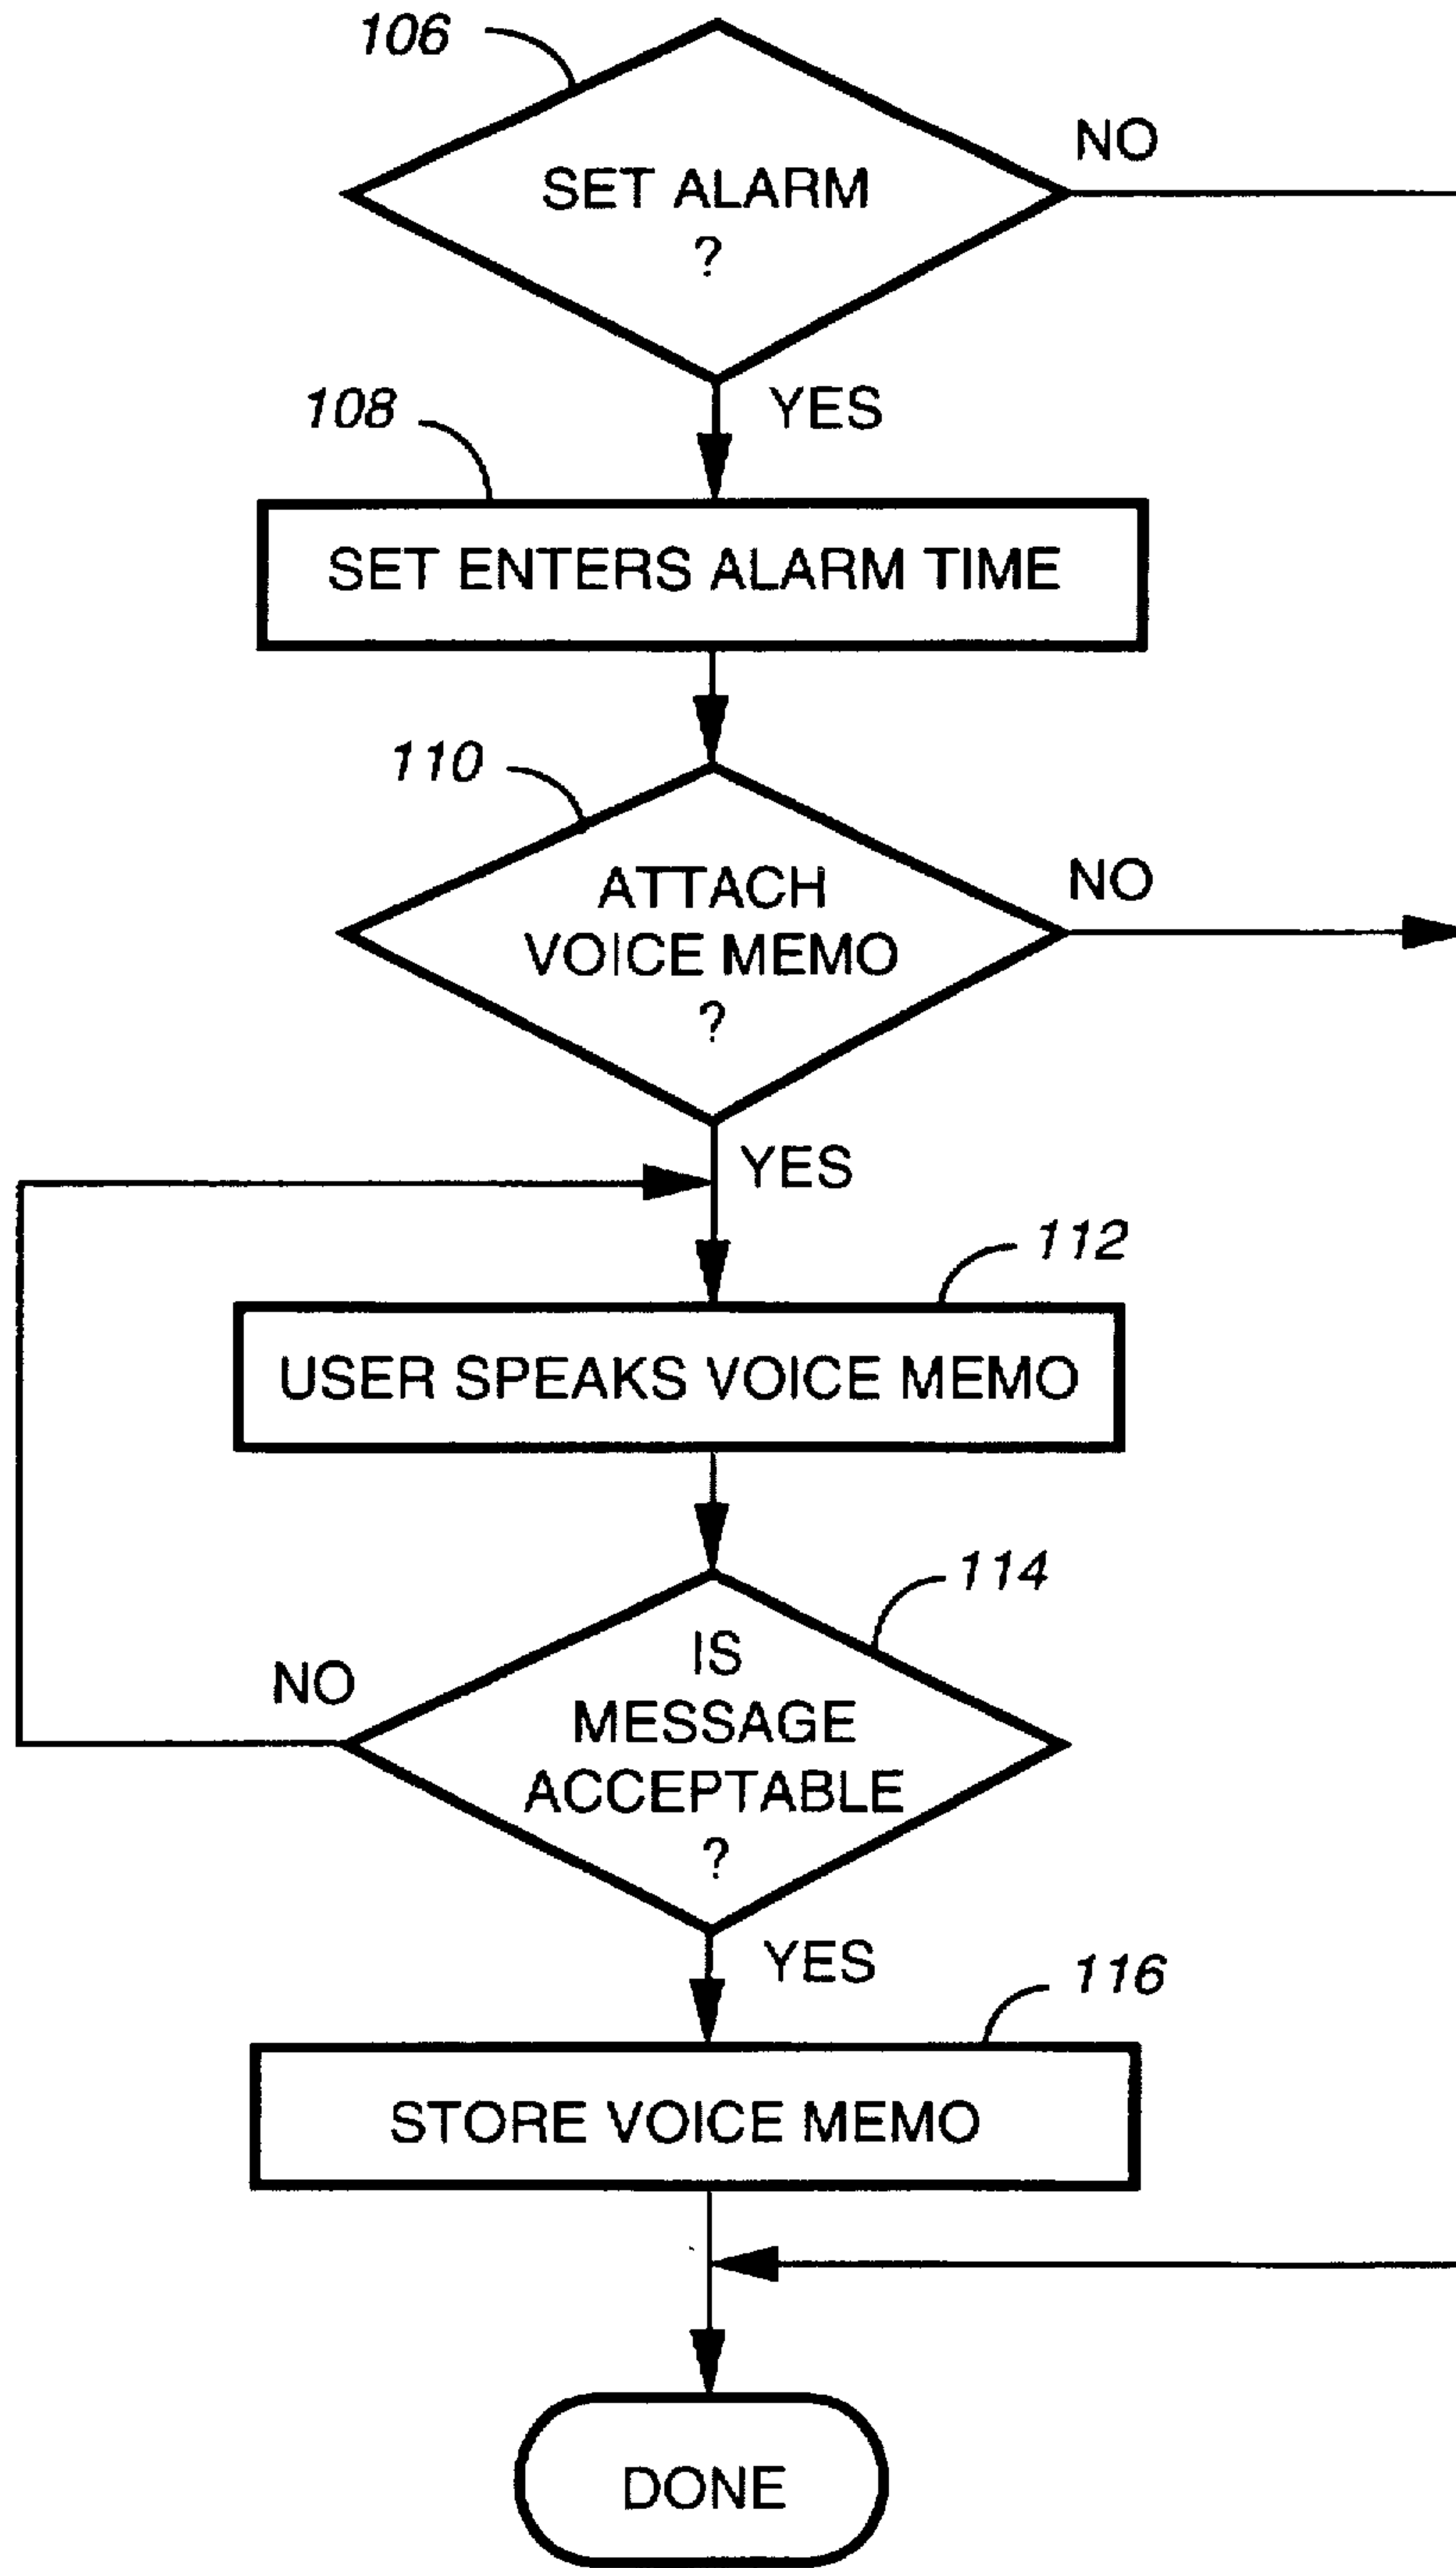 106
NO
SET ALARM
?
YES
108
SET ENTERS ALARM TIME
110
NO
ATTACH
VOICE MEMO
?
YES
112
USER SPEAKS VOICE MEMO
114
NO
IS
MESSAGE
ACCEPTABLE
?
YES
116
STORE VOICE MEMO
DONE